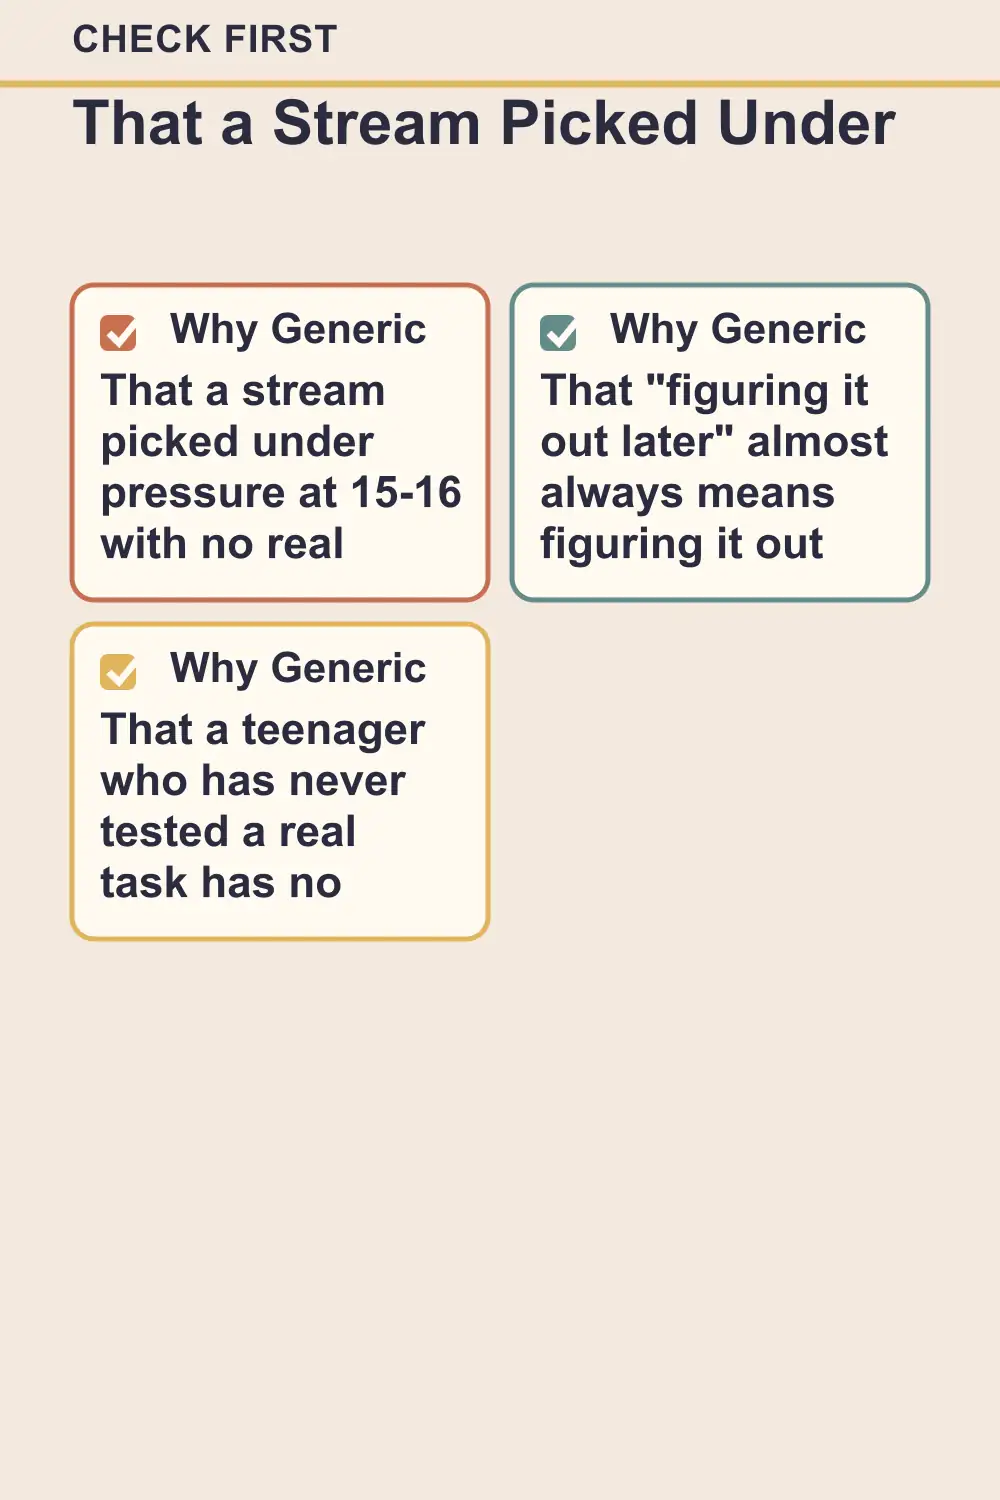 CHECK FIRST
That a Stream Picked Under
Why Generic
That a stream
picked under
pressure at 15-16
with no real
Why Generic
That "figuring it
out later" almost
always means
figuring it out
Why Generic
That a teenager
who has never
tested a real
task has no